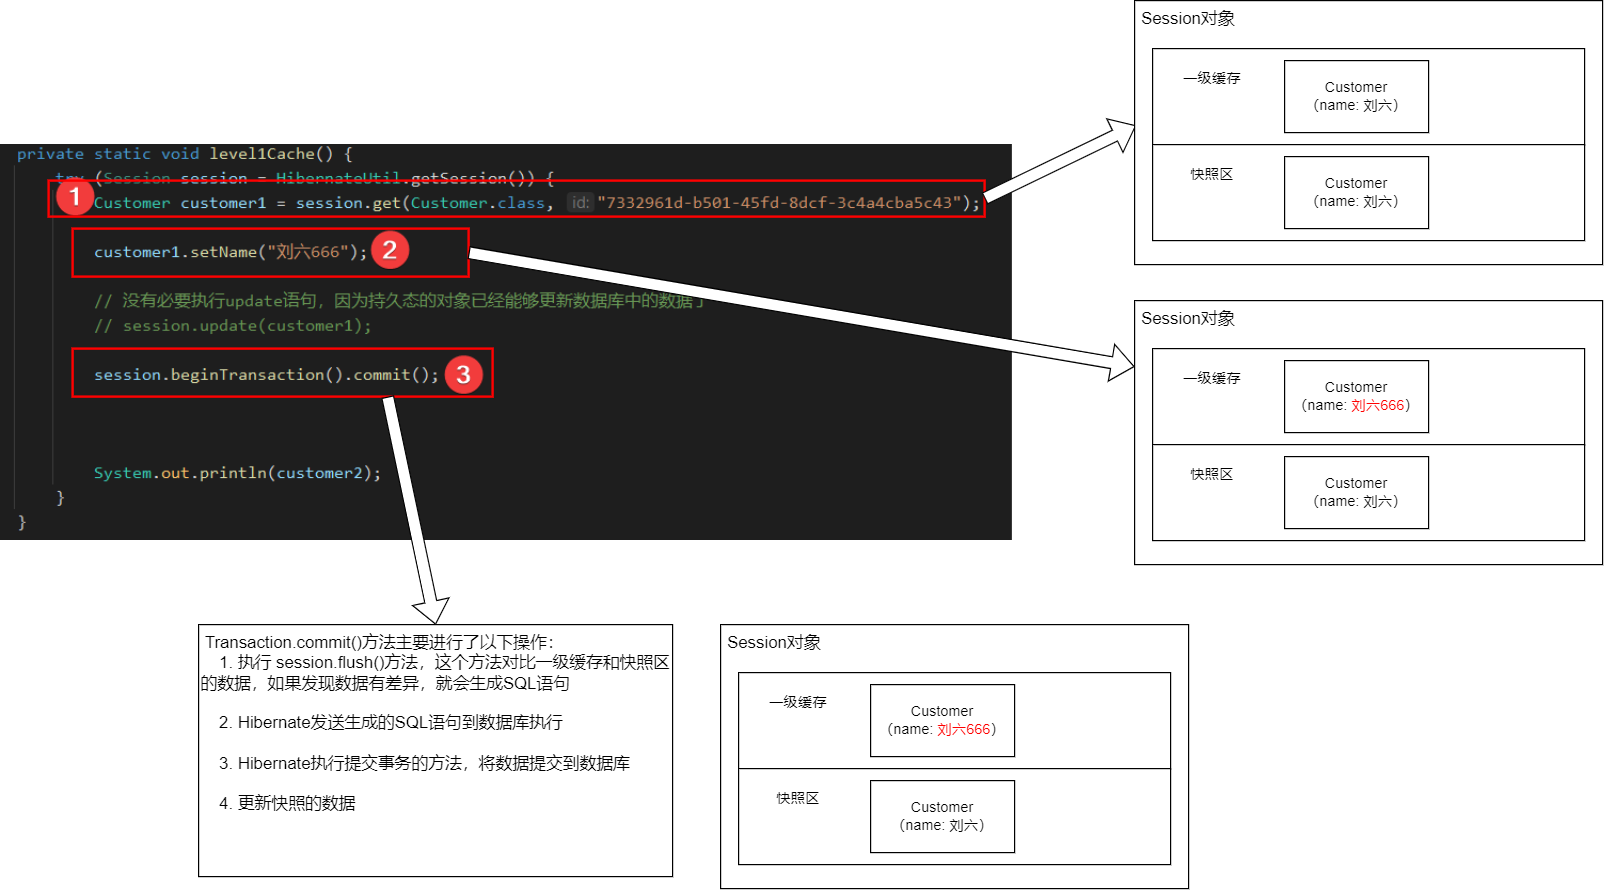 private static void level1Cache() {
try (Session session = HibernateUtil.getSession()) {
1 Customer customer1 = session.get(Customer.class, id: "7332961d-b501-45fd-8dcf-3c4a4cba5c43");
customer1.setName("刘六666"); 2
// 没有必要执行update语句，因为持久态的对象已经能够更新数据库中的数据了
// session.update(customer1);
session.beginTransaction().commit(); 3
System.out.println(customer2);
}
}
Session对象
一级缓存
Customer
（name: 刘六）
快照区
Customer
（name: 刘六）
Session对象
一级缓存
Customer
（name: 刘六666）
快照区
Customer
（name: 刘六）
Transaction.commit()方法主要进行了以下操作：
1. 执行 session.flush()方法，这个方法对比一级缓存和快照区
的数据，如果发现数据有差异，就会生成SQL语句
2. Hibernate发送生成的SQL语句到数据库执行
3. Hibernate执行提交事务的方法，将数据提交到数据库
4. 更新快照的数据
Session对象
一级缓存
Customer
（name: 刘六666）
快照区
Customer
（name: 刘六）